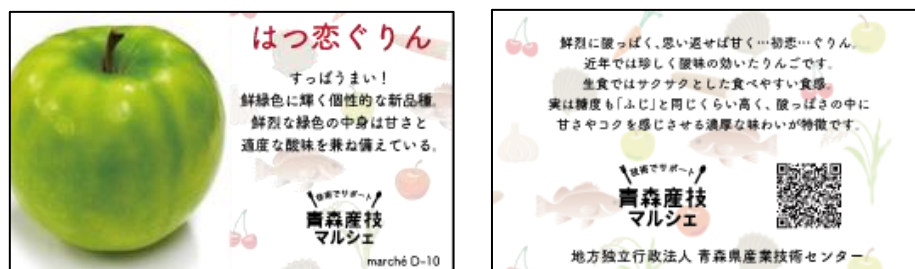 はつ恋ぐりん
すっぱうまい！
鮮緑色に輝く個性的な新品種。
鮮烈な緑色の中身は甘さと
適度な酸味を兼ね備えている。
技術でサポート
青森産技
マルシェ
marché D-10
鮮烈に酸っぱく、思い返せば甘く…初恋…ぐりん。
近年では珍しく酸味の効いたりんごです。
生食ではサクサクとした食べやすい食感。
実は糖度も「ふじ」と同じくらい高く、酸っぱさの中に
甘さやコクを感じさせる濃厚な味わいが特徴です。
技術でサポート
青森産技
マルシェ
地方独立行政法人 青森県産業技術センター